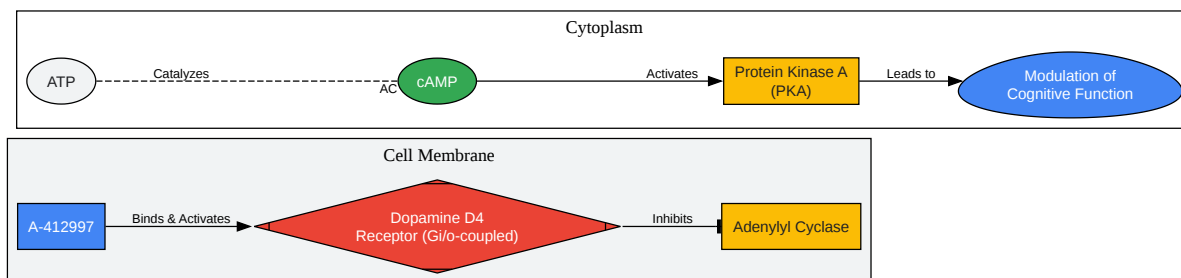 Cytoplasm
ATP
Catalyzes
AC
cAMP
Activates
Protein Kinase A
(PKA)
Leads to
Modulation of
Cognitive Function
Cell Membrane
A-412997
Binds & Activates
Dopamine D4
Receptor (Gi/o-coupled)
Inhibits
Adenylyl Cyclase